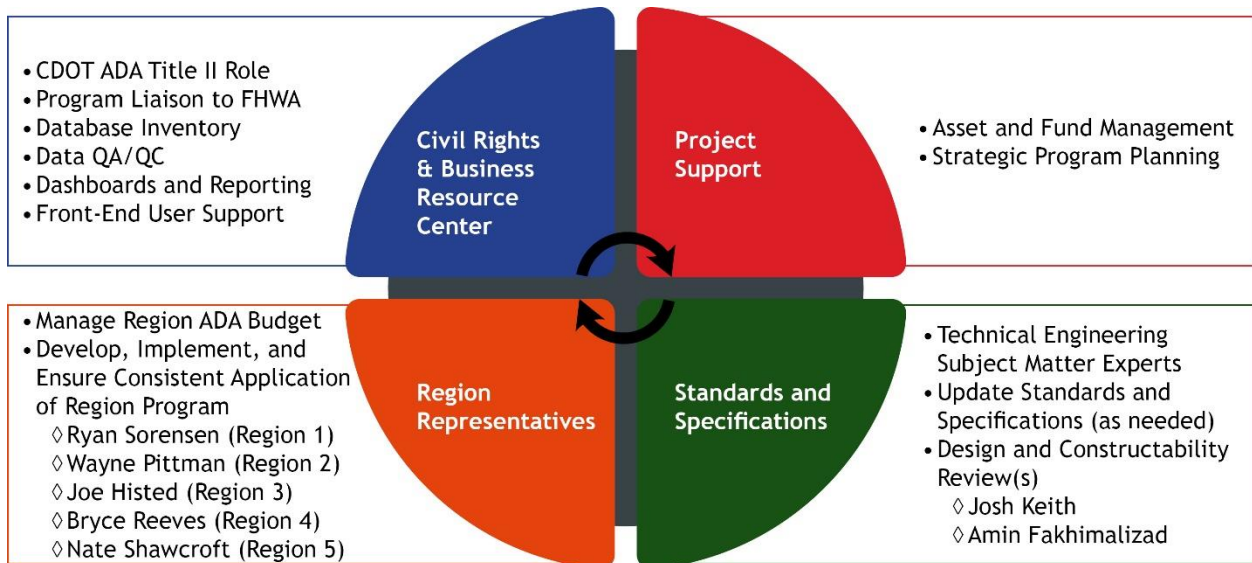 • CDOT ADA Title II Role
• Program Liaison to FHWA
• Database Inventory
• Data QA/QC
• Dashboards and Reporting
• Front-End User Support
Civil Rights
& Business
Resource
Center
Project
Support
• Asset and Fund Management
• Strategic Program Planning
• Manage Region ADA Budget
• Develop, Implement, and
Ensure Consistent Application
of Region Program
◊ Ryan Sorensen (Region 1)
◊ Wayne Pittman (Region 2)
◊ Joe Histed (Region 3)
◊ Bryce Reeves (Region 4)
◊ Nate Shawcroft (Region 5)
Region
Representatives
Standards and
Specifications
• Technical Engineering
Subject Matter Experts
• Update Standards and
Specifications (as needed)
• Design and Constructability
Review(s)
◊ Josh Keith
◊ Amin Fakhimalizad